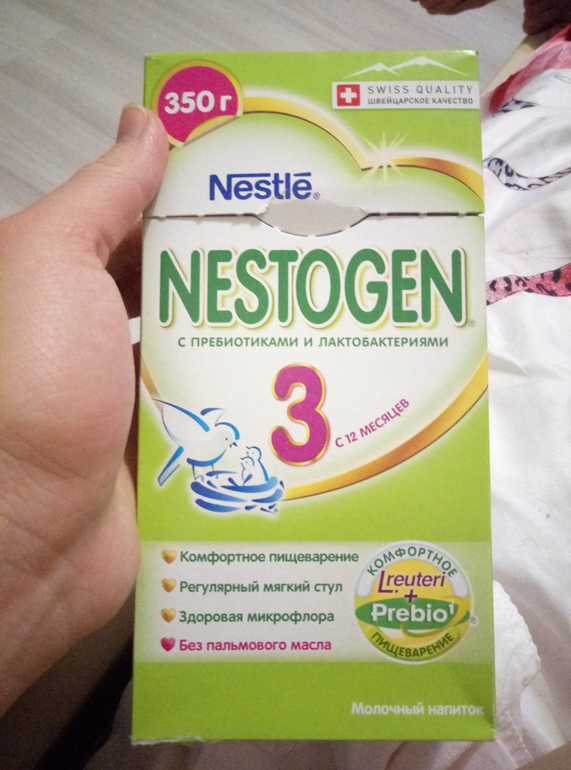 350 г
SWISS QUALITY
ШВЕЙЦАРСКОЕ КАЧЕСТВО
Nestlé®
NESTOGEN®
С ПРЕБИОТИКАМИ И ЛАКТОБАКТЕРИЯМИ
3
С 12 МЕСЯЦЕВ
Комфортное пищеварение
Регулярный мягкий стул
Здоровая микрофлора
Без пальмового масла
КОМФОРТНОЕ
L.reuteri
+
Prebio1®
ПИЩЕВАРЕНИЕ
Молочный напиток